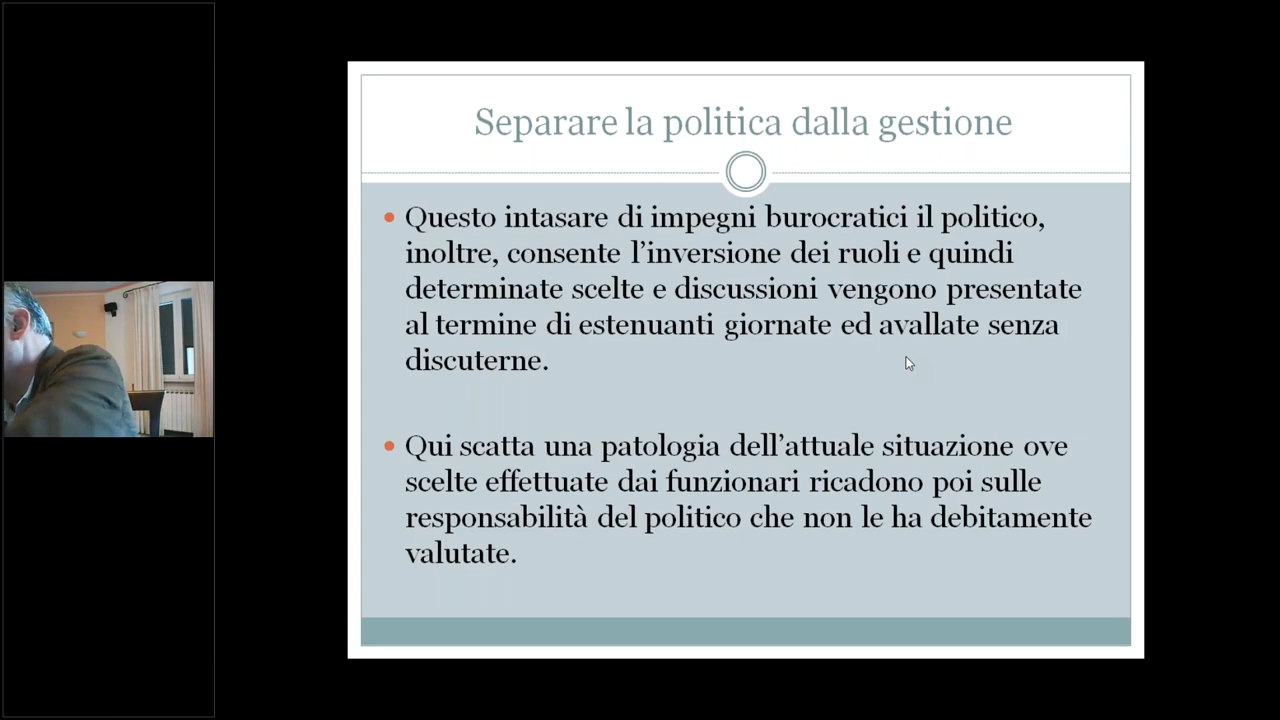 Separare la politica dalla gestione
Questo intasare di impegni burocratici il politico,
inoltre, consente l’inversione dei ruoli e quindi
determinate scelte e discussioni vengono presentate
al termine di estenuanti giornate ed avallate senza
discuterne.
Qui scatta una patologia dell’attuale situazione ove
scelte effettuate dai funzionari ricadono poi sulle
responsabilità del politico che non le ha debitamente
valutate.